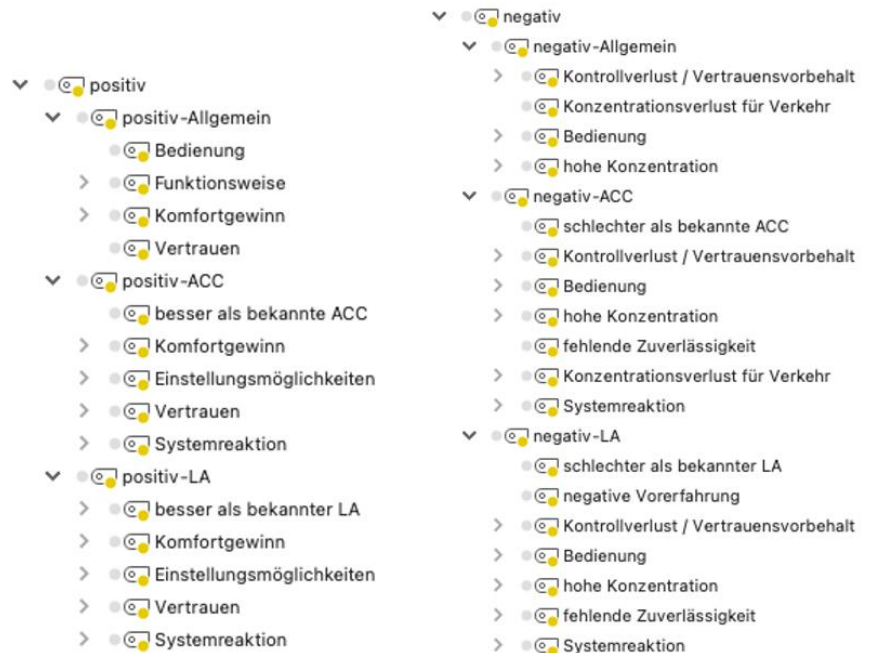 positiv
positiv-Allgemein
Bedienung
Funktionsweise
Komfortgewinn
Vertrauen
positiv-ACC
besser als bekannte ACC
Komfortgewinn
Einstellungsmöglichkeiten
Vertrauen
Systemreaktion
positiv-LA
besser als bekannter LA
Komfortgewinn
Einstellungsmöglichkeiten
Vertrauen
Systemreaktion
negativ
negativ-Allgemein
Kontrollverlust / Vertrauensvorbehalt
Konzentrationsverlust für Verkehr
Bedienung
hohe Konzentration
negativ-ACC
schlechter als bekannte ACC
Kontrollverlust / Vertrauensvorbehalt
Bedienung
hohe Konzentration
fehlende Zuverlässigkeit
Konzentrationsverlust für Verkehr
Systemreaktion
negativ-LA
schlechter als bekannter LA
negative Vorerfahrung
Kontrollverlust / Vertrauensvorbehalt
Bedienung
hohe Konzentration
fehlende Zuverlässigkeit
Systemreaktion